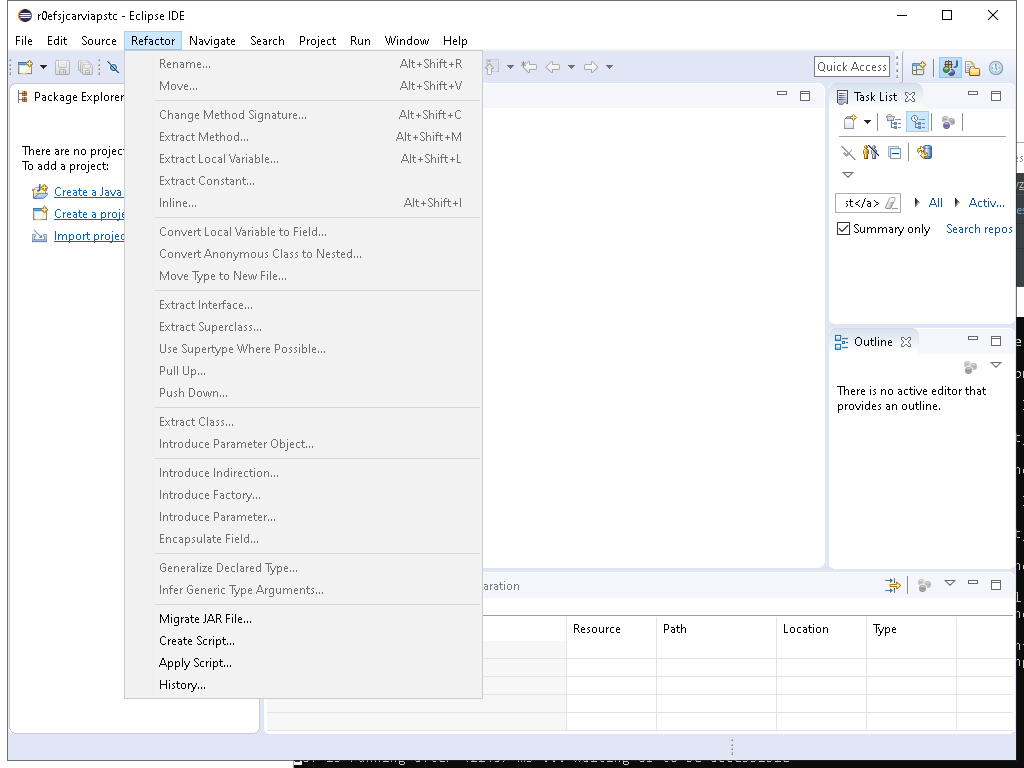 r0efsjcarviapstc - Eclipse IDE
File Edit Source Refactor Navigate Search Project Run Window Help
Quick Access
Package Explorer
There are no
To add a project:
Create a Java
Create a
Import
Rename... Alt+Shift+R
Move... Alt+Shift+V
Change Method Signature... Alt+Shift+C
Extract Method... Alt+Shift+M
Extract Local Variable... Alt+Shift+L
Extract Constant...
Inline... Alt+Shift+I
Convert Local Variable to Field...
Convert Anonymous Class to Nested...
Move Type to New File...
Extract Interface...
Extract Superclass...
Use Supertype Where Possible...
Pull Up...
Push Down...
Extract Class...
Introduce Parameter Object...
Introduce Indirection...
Introduce Factory...
Introduce Parameter...
Encapsulate Field...
Generalize Declared Type...
Infer Generic Type Arguments...
Migrate JAR File...
Create Script...
Apply Script...
History...
Task List
st</a> All Activ...
Summary only Search repos
Outline
There is no active editor that
provides an outline.
aration
Resource Path Location Type